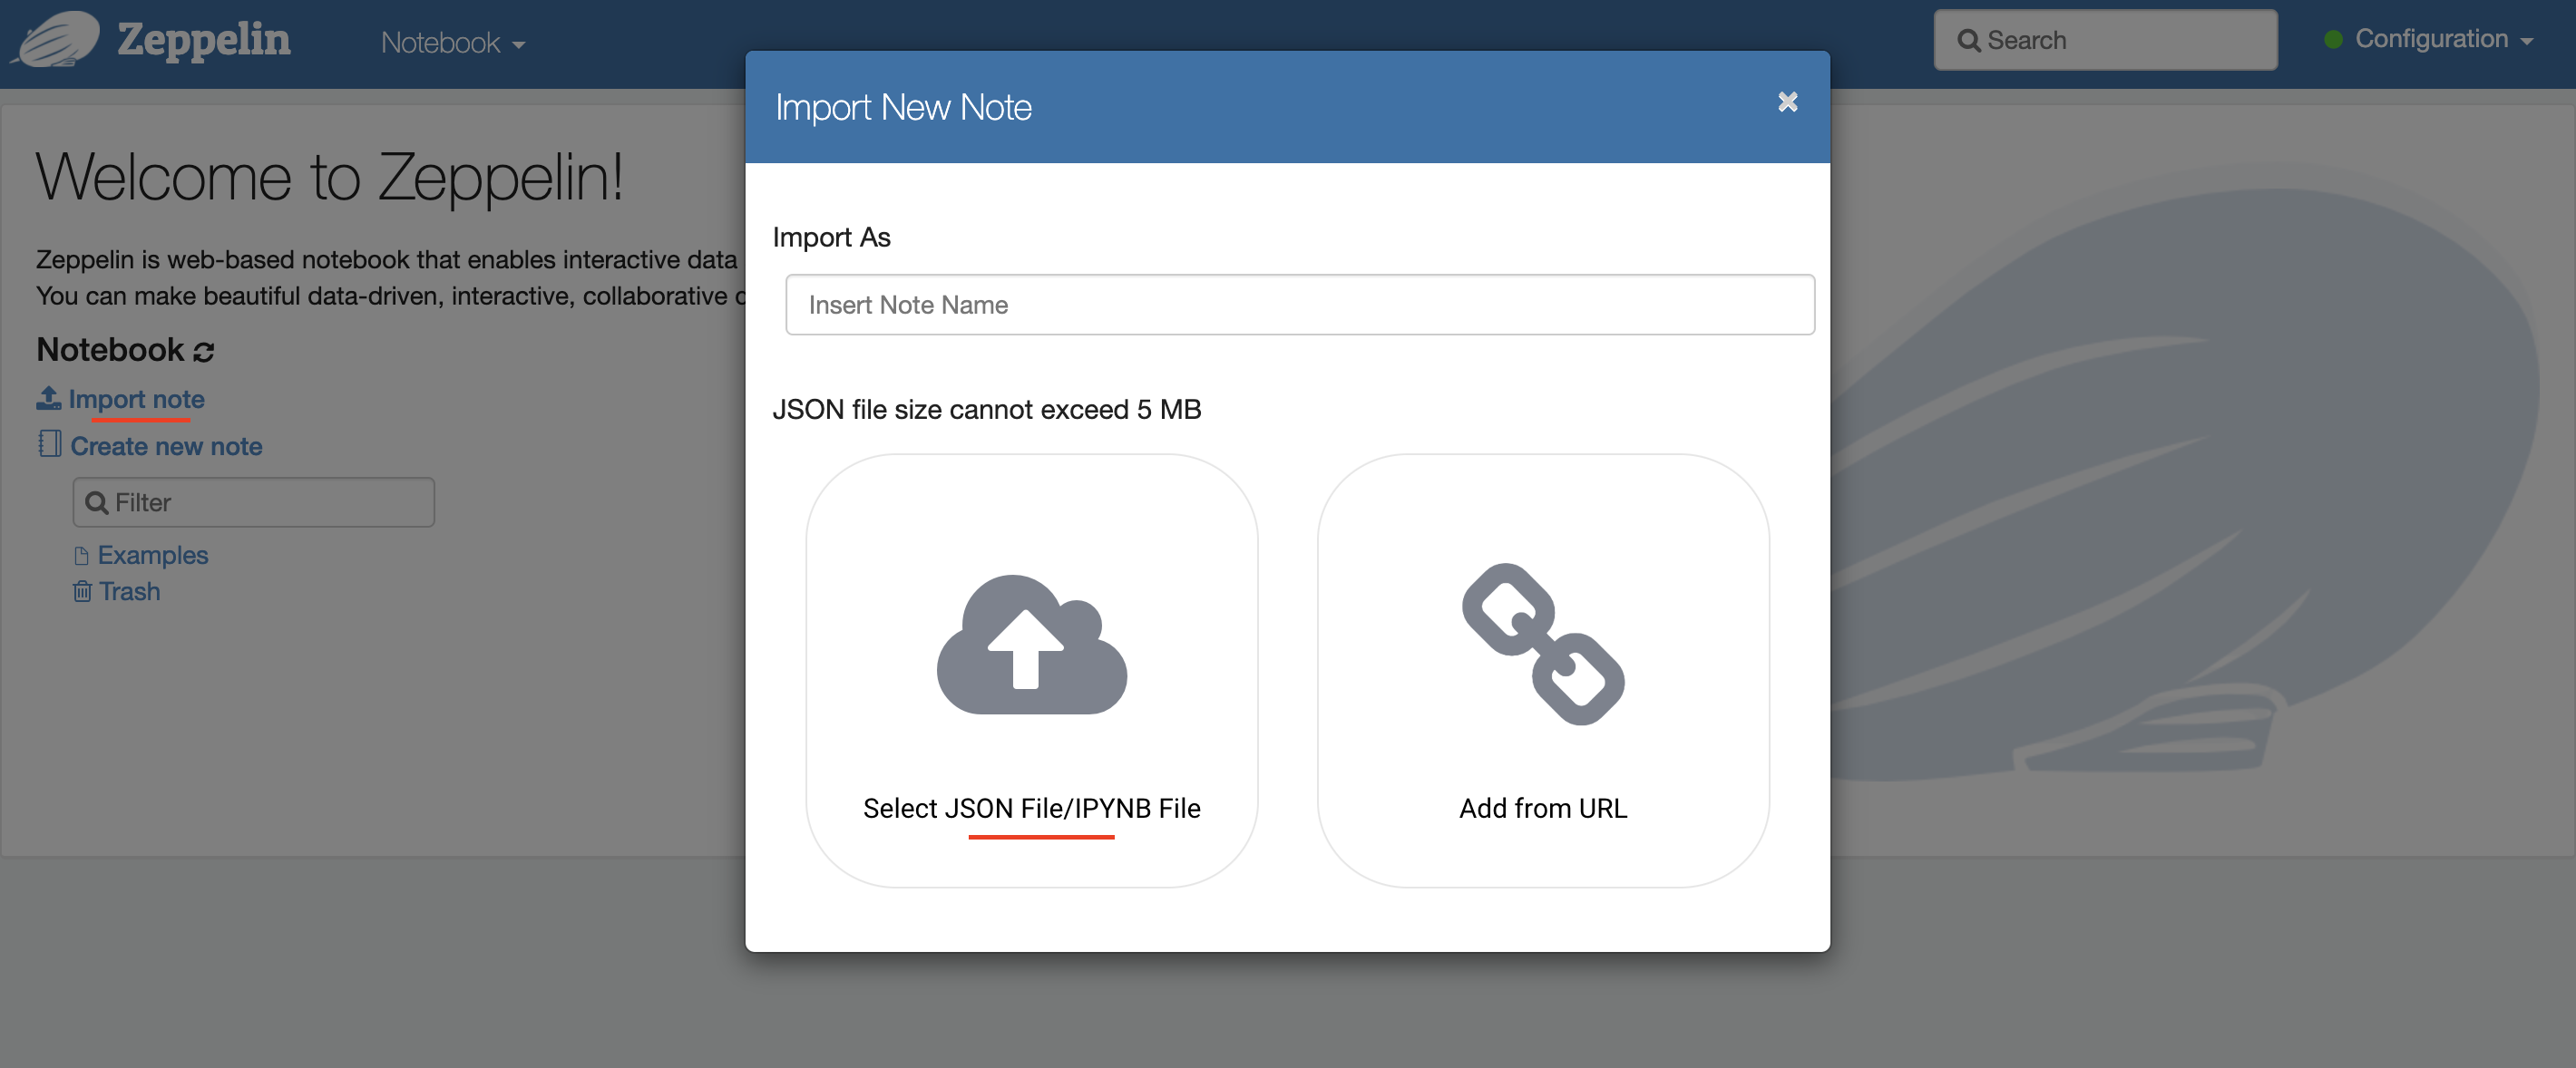 Zeppelin
Notebook
Search
Configuration
Import New Note
Welcome to Zeppelin!
Zeppelin is web-based notebook that enables interactive data
You can make beautiful data-driven, interactive, collaborative
Notebook
Import note
Create new note
Filter
Examples
Trash
Import As
Insert Note Name
JSON file size cannot exceed 5 MB
Select JSON File/IPYNB File
Add from URL